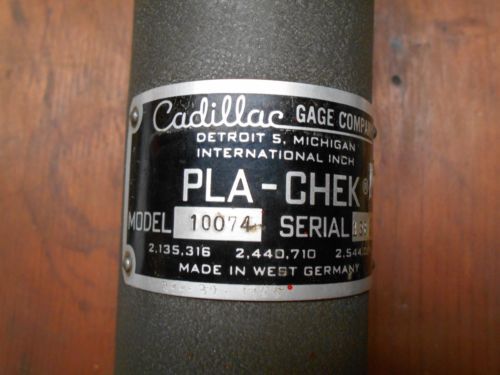 Cadillac GAGE COMPANY
DETROIT 5, MICHIGAN
INTERNATIONAL INCH
PLA-CHEK®
MODEL 10074 SERIAL
2,135,316 2,440,710
MADE IN WEST GERMANY